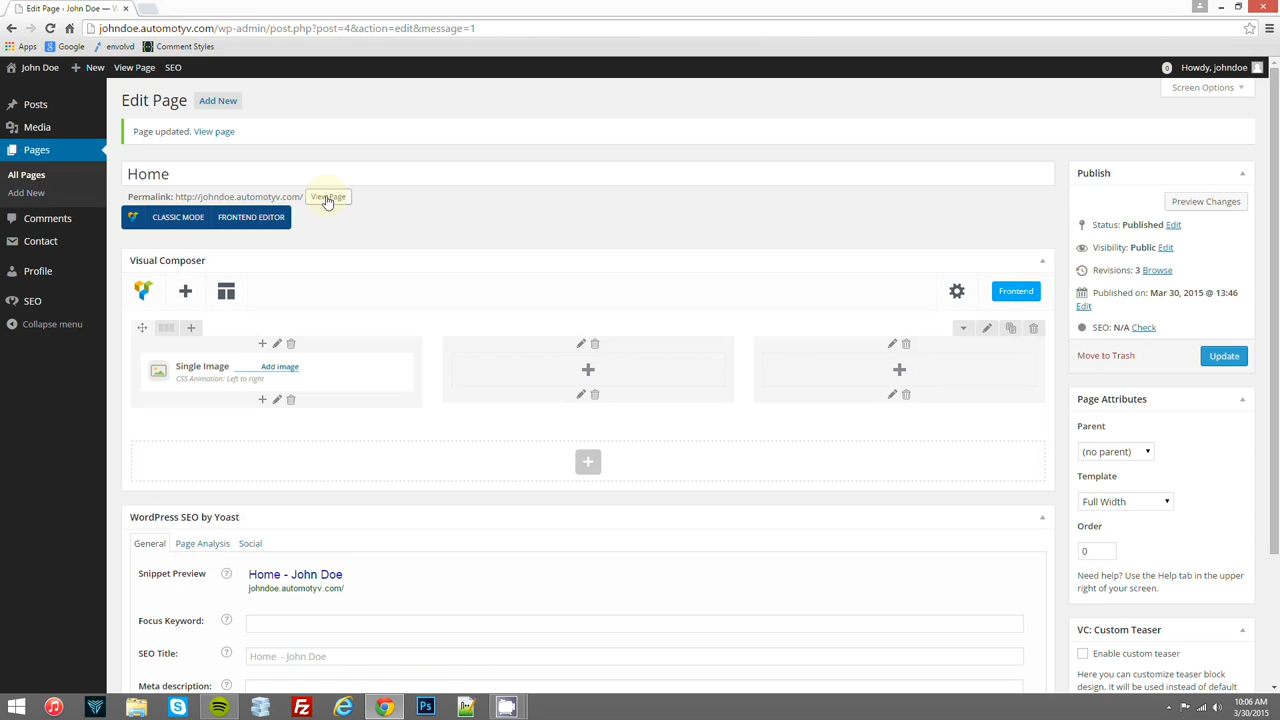 Edit Page ‹ John Doe — W
johndoe.automotyv.com/wp-admin/post.php?post=4&action=edit&message=1
Apps Google envolvd Comment Styles
John Doe New View Page SEO 0 Howdy, johndoe
Screen Options
Posts
Media
Pages
All Pages
Add New
Comments
Contact
Profile
SEO
Collapse menu
Edit Page Add New
Page updated. View page
Home
Permalink: http://johndoe.automotyv.com/ View Page
CLASSIC MODE FRONTEND EDITOR
Visual Composer
Frontend
Single Image Add image
CSS Animation: Left to right
WordPress SEO by Yoast
General Page Analysis Social
Snippet Preview ? Home - John Doe
johndoe.automotyv.com/
Focus Keyword: ?
SEO Title: ? Home - John Doe
Meta description: ?
Publish
Preview Changes
Status: Published Edit
Visibility: Public Edit
Revisions: 3 Browse
Published on: Mar 30, 2015 @ 13:46
Edit
SEO: N/A Check
Move to Trash Update
Page Attributes
Parent
(no parent)
Template
Full Width
Order
0
Need help? Use the Help tab in the upper
right of your screen.
VC: Custom Teaser
Enable custom teaser
Here you can customize teaser block
design. It will be used instead of default
Ps
10:06 AM
3/30/2015